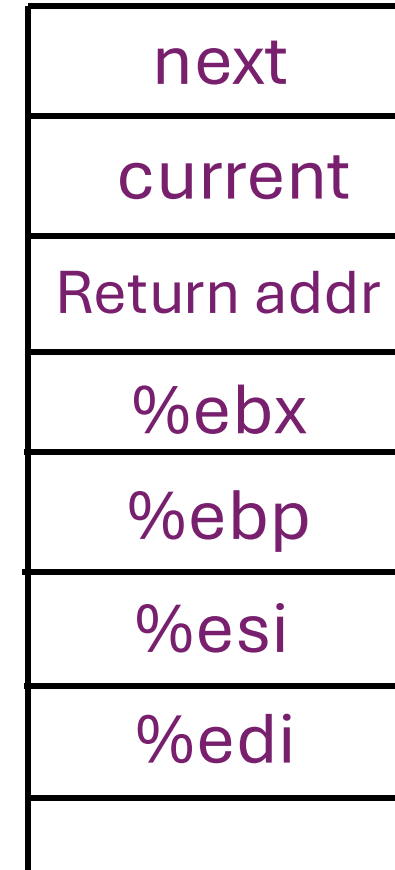 next
current
Return addr
%ebx
%ebp
%esi
%edi